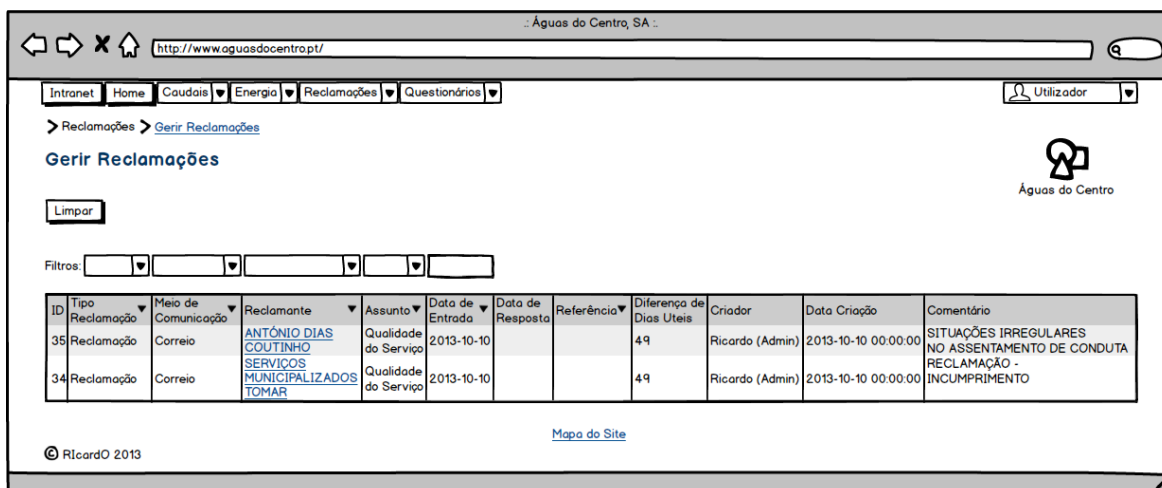 .: Águas do Centro, SA :.
http://www.aguasdocentro.pt/
Intranet Home Caudais Energia Reclamações Questionários Utilizador
Reclamações Gerir Reclamações
Gerir Reclamações
Águas do Centro
Limpar
Filtros:
ID Tipo Reclamação Meio de Comunicação Reclamante Assunto Data de Entrada Data de Resposta Referência Diferença de Dias Uteis Criador Data Criação Comentário
35 Reclamação Correio ANTÓNIO DIAS COUTINHO Qualidade do Serviço 2013-10-10 49 Ricardo (Admin) 2013-10-10 00:00:00 SITUAÇÕES IRREGULARES NO ASSENTAMENTO DE CONDUTA
34 Reclamação Correio SERVIÇOS MUNICIPALIZADOS TOMAR Qualidade do Serviço 2013-10-10 49 Ricardo (Admin) 2013-10-10 00:00:00 RECLAMAÇÃO - INCUMPRIMENTO
Mapa do Site
© RIcardO 2013